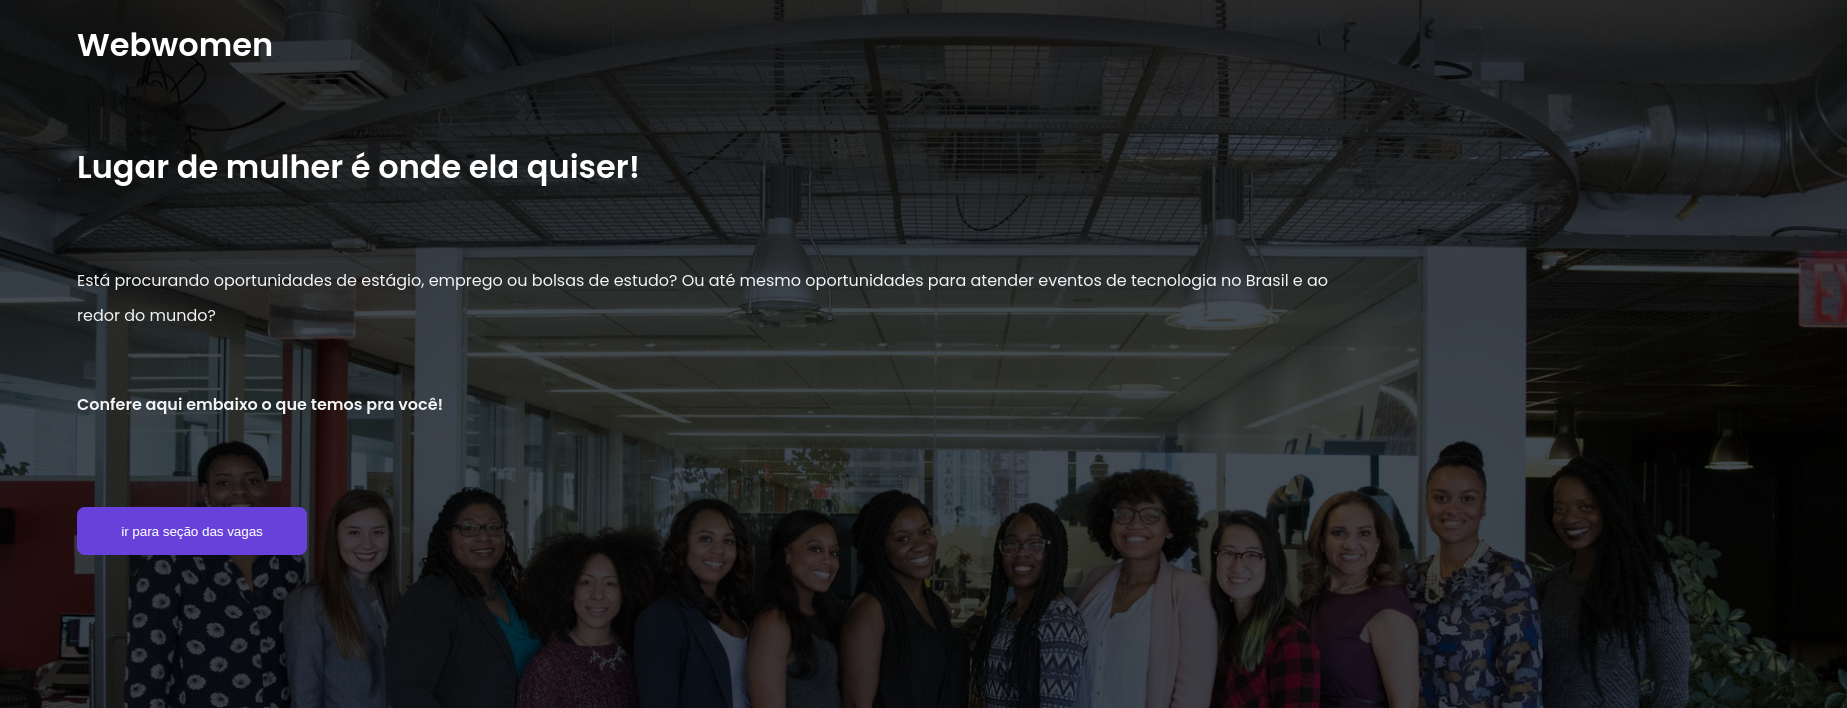 Webwomen
Lugar de mulher é onde ela quiser!
Está procurando oportunidades de estágio, emprego ou bolsas de estudo? Ou até mesmo oportunidades para atender eventos de tecnologia no Brasil e ao
redor do mundo?
Confere aqui embaixo o que temos pra você!
ir para seção das vagas